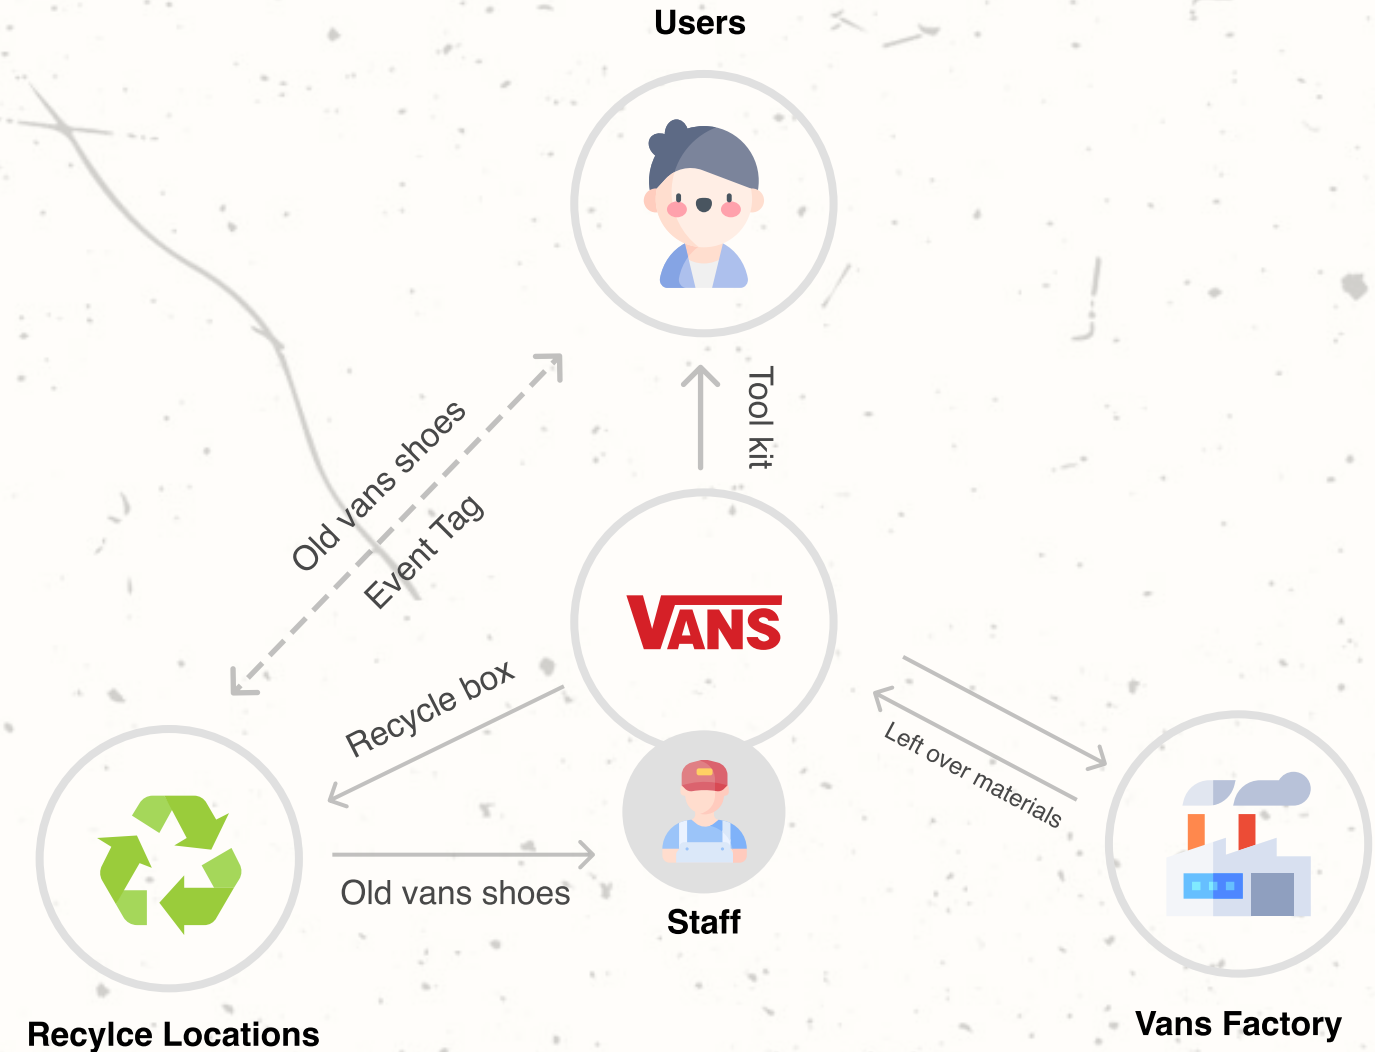 Users
Tool kit
Old vans shoes
Event Tag
VANS
Recycle box
Left over materials
Old vans shoes
Staff
Recylce Locations
Vans Factory